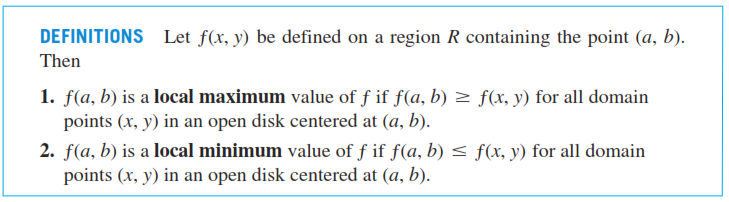 DEFINITIONS Let f(x, y) be defined on a region R containing the point (a, b).
Then
1. f(a, b) is a local maximum value of f if f(a, b) ≥ f(x, y) for all domain
points (x, y) in an open disk centered at (a, b).
2. f(a, b) is a local minimum value of f if f(a, b) ≤ f(x, y) for all domain
points (x, y) in an open disk centered at (a, b).